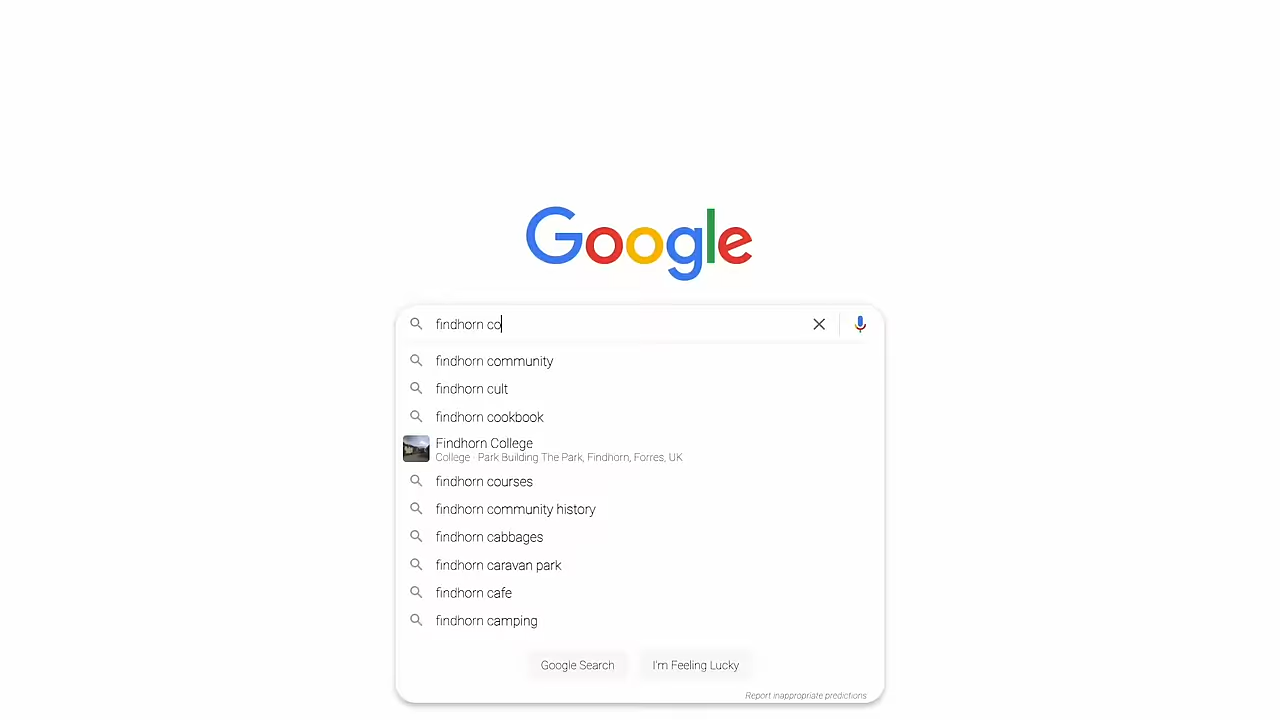 Google
findhorn co
findhorn community
findhorn cult
findhorn cookbook
Findhorn College
College · Park Building The Park, Findhorn, Forres, UK
findhorn courses
findhorn community history
findhorn cabbages
findhorn caravan park
findhorn cafe
findhorn camping
Google Search I'm Feeling Lucky
Report inappropriate predictions